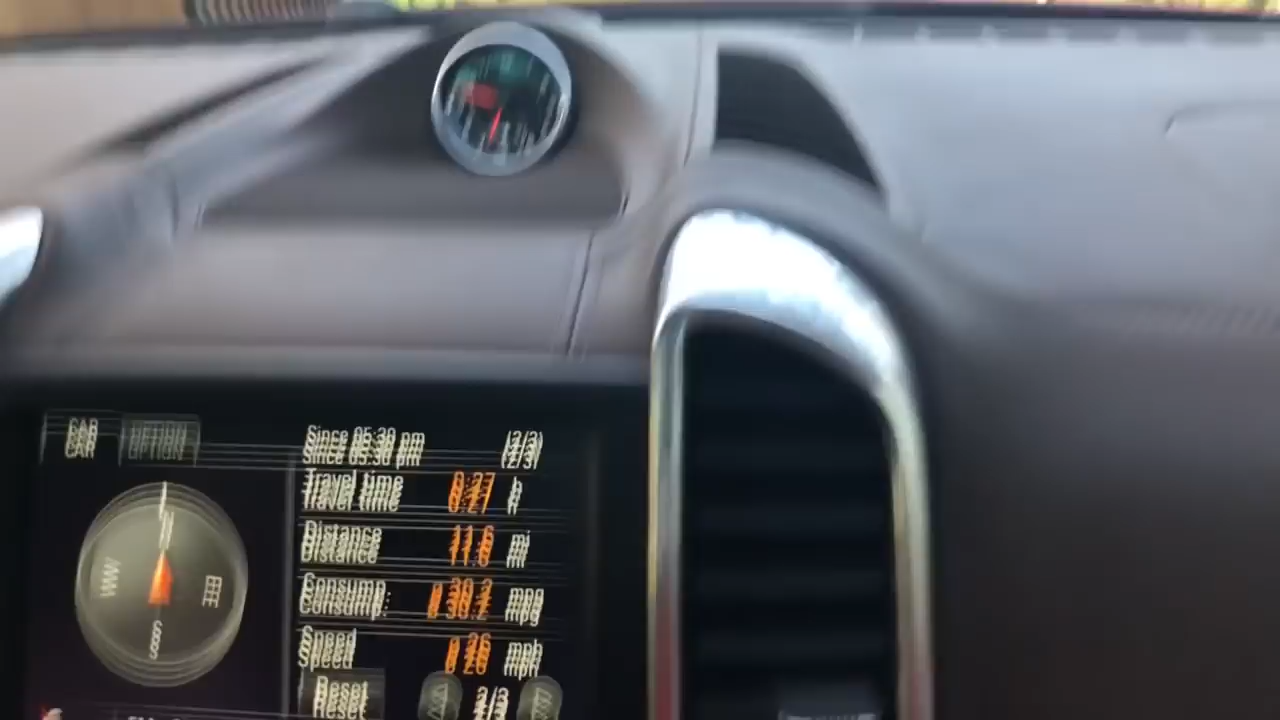 CAR OPTION
Since 05:30 pm (2/3)
Travel time 0:27 h
Distance 11.6 mi
Consump.: 30.2 mpg
Speed 26 mph
Reset 2/3
N
W E
S